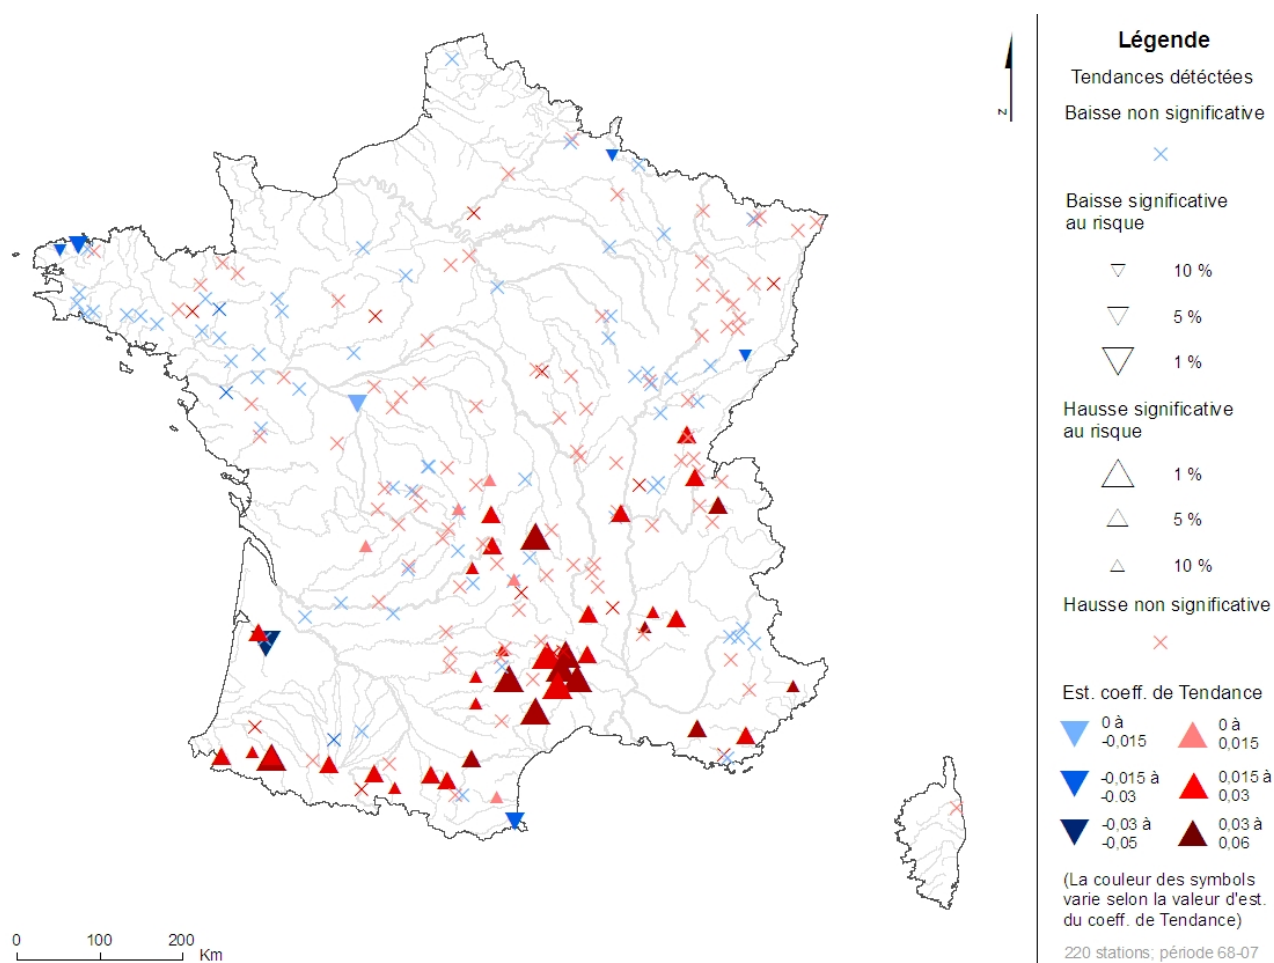 Légende
Tendances détéctées
Baisse non significative
Baisse significative
au risque
10 %
5 %
1 %
Hausse significative
au risque
1 %
5 %
10 %
Hausse non significative
Est. coeff. de Tendance
0 à
-0,015
0 à
0,015
-0,015 à
-0,03
0,015 à
0,03
-0,03 à
-0,05
0,03 à
0,06
(La couleur des symbols
varie selon la valeur d'est.
du coeff. de Tendance)
220 stations; période 68-07
z
0 100 200
Km